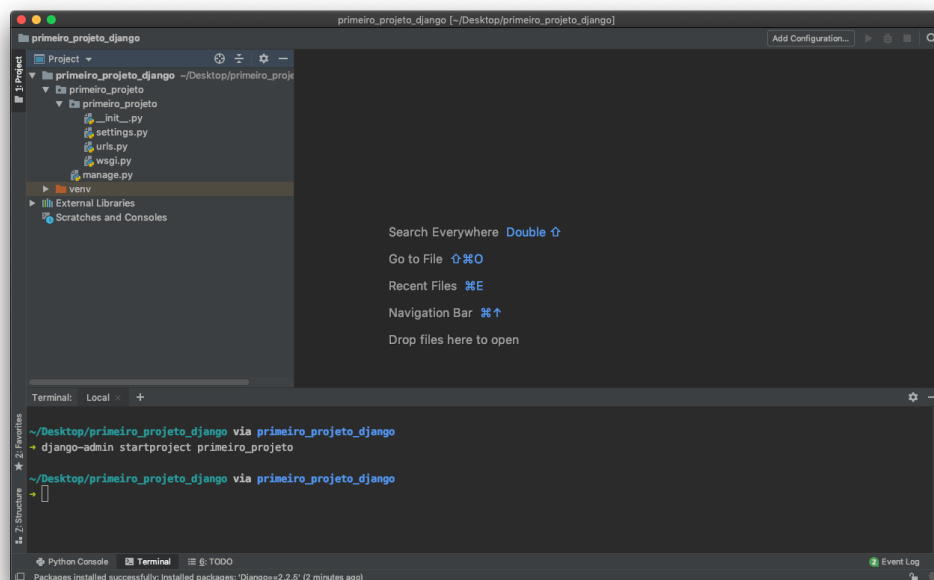 primeiro_projeto_django [~/Desktop/primeiro_projeto_django]
primeiro_projeto_django
Add Configuration...
1: Project
Project
primeiro_projeto_django ~/Desktop/primeiro_proje
primeiro_projeto
primeiro_projeto
__init__.py
settings.py
urls.py
wsgi.py
manage.py
venv
External Libraries
Scratches and Consoles
Search Everywhere Double ⇧
Go to File ⇧⌘O
Recent Files ⌘E
Navigation Bar ⌘↑
Drop files here to open
Terminal: Local × +
2: Favorites
~/Desktop/primeiro_projeto_django via primeiro_projeto_django
→ django-admin startproject primeiro_projeto
~/Desktop/primeiro_projeto_django via primeiro_projeto_django
→
7: Structure
Python Console Terminal 6: TODO 2 Event Log
Packages installed successfully: Installed packages: 'Django==2.2.5' (2 minutes ago)